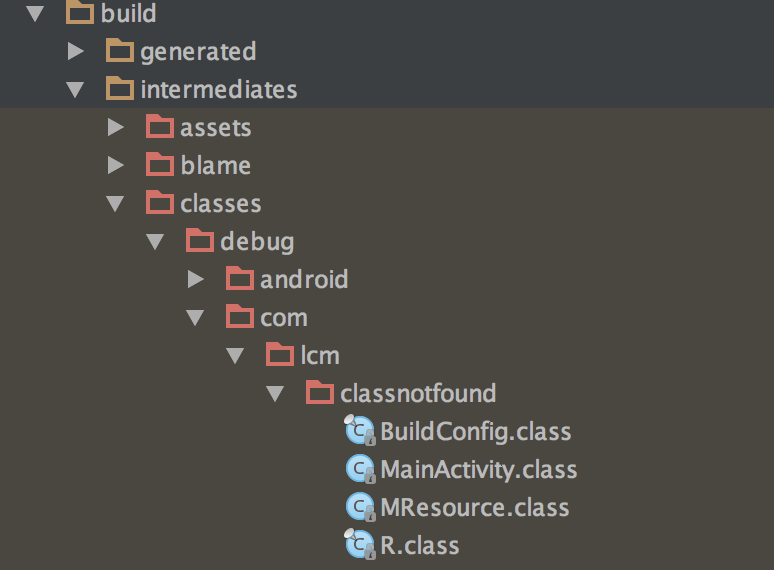 build
generated
intermediates
assets
blame
classes
debug
android
com
lcm
classnotfound
BuildConfig.class
MainActivity.class
MResource.class
R.class